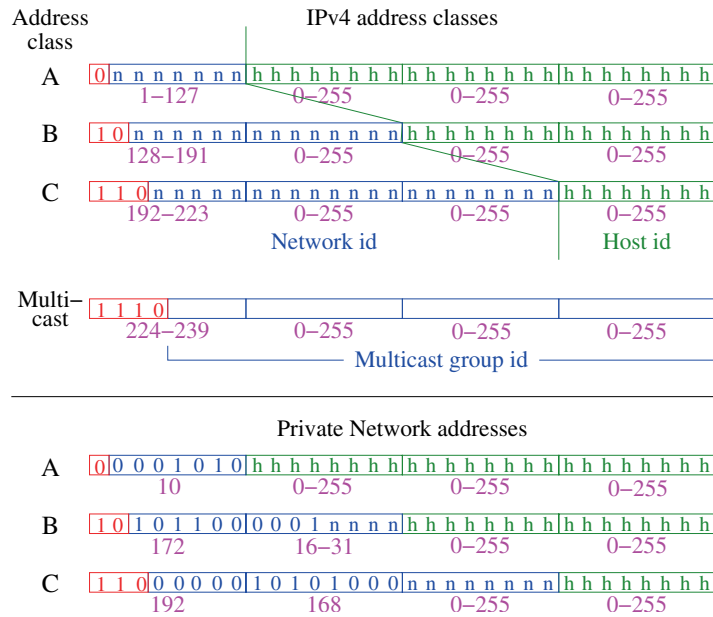 Address class IPv4 address classes
A 0 n n n n n n n h h h h h h h h h h h h h h h h h h h h h h h h
1–127 0–255 0–255 0–255
B 1 0 n n n n n n n n n n n n n n h h h h h h h h h h h h h h h h
128–191 0–255 0–255 0–255
C 1 1 0 n n n n n n n n n n n n n n n n n n n n n h h h h h h h h
192–223 0–255 0–255 0–255
Network id Host id
Multi–
cast 1 1 1 0
224–239 0–255 0–255 0–255
Multicast group id
Private Network addresses
A 0 0 0 0 1 0 1 0 h h h h h h h h h h h h h h h h h h h h h h h h
10 0–255 0–255 0–255
B 1 0 1 0 1 1 0 0 0 0 0 1 n n n n h h h h h h h h h h h h h h h h
172 16–31 0–255 0–255
C 1 1 0 0 0 0 0 0 1 0 1 0 1 0 0 0 n n n n n n n n h h h h h h h h
192 168 0–255 0–255